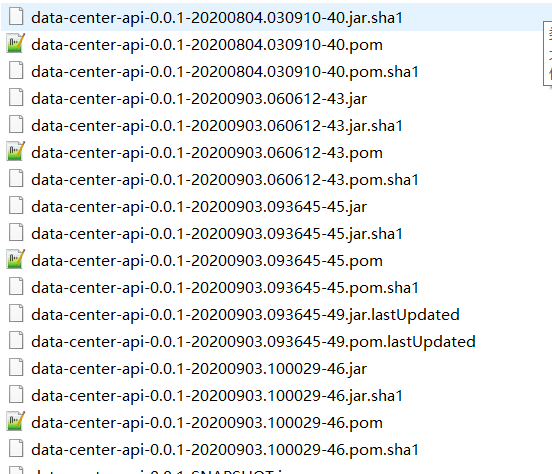 data-center-api-0.0.1-20200804.030910-40.jar.sha1
data-center-api-0.0.1-20200804.030910-40.pom
data-center-api-0.0.1-20200804.030910-40.pom.sha1
data-center-api-0.0.1-20200903.060612-43.jar
data-center-api-0.0.1-20200903.060612-43.jar.sha1
data-center-api-0.0.1-20200903.060612-43.pom
data-center-api-0.0.1-20200903.060612-43.pom.sha1
data-center-api-0.0.1-20200903.093645-45.jar
data-center-api-0.0.1-20200903.093645-45.jar.sha1
data-center-api-0.0.1-20200903.093645-45.pom
data-center-api-0.0.1-20200903.093645-45.pom.sha1
data-center-api-0.0.1-20200903.093645-49.jar.lastUpdated
data-center-api-0.0.1-20200903.093645-49.pom.lastUpdated
data-center-api-0.0.1-20200903.100029-46.jar
data-center-api-0.0.1-20200903.100029-46.jar.sha1
data-center-api-0.0.1-20200903.100029-46.pom
data-center-api-0.0.1-20200903.100029-46.pom.sha1